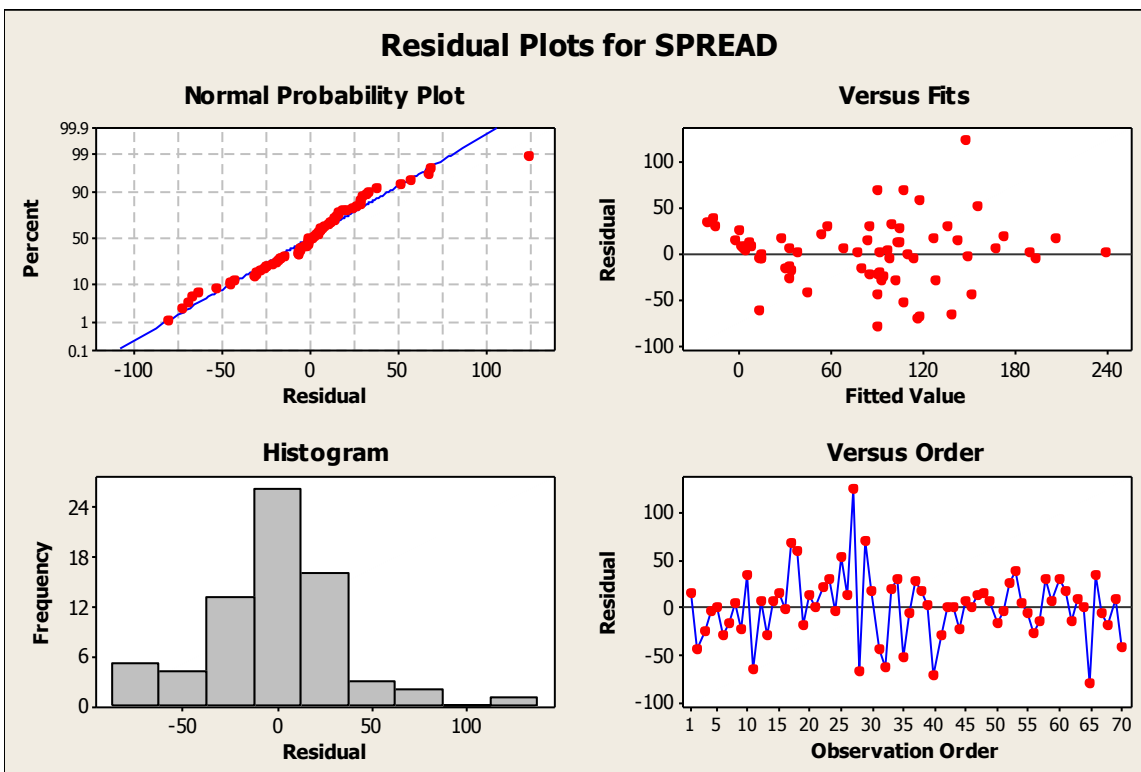 Residual Plots for SPREAD
Normal Probability Plot
99.9
99
90
50
10
1
0.1
Percent
-100 -50 0 50 100
Residual
Versus Fits
100
50
0
-50
-100
Residual
0 60 120 180 240
Fitted Value
Histogram
24
18
12
6
0
Frequency
-50 0 50 100
Residual
Versus Order
100
50
0
-50
-100
Residual
1 5 10 15 20 25 30 35 40 45 50 55 60 65 70
Observation Order